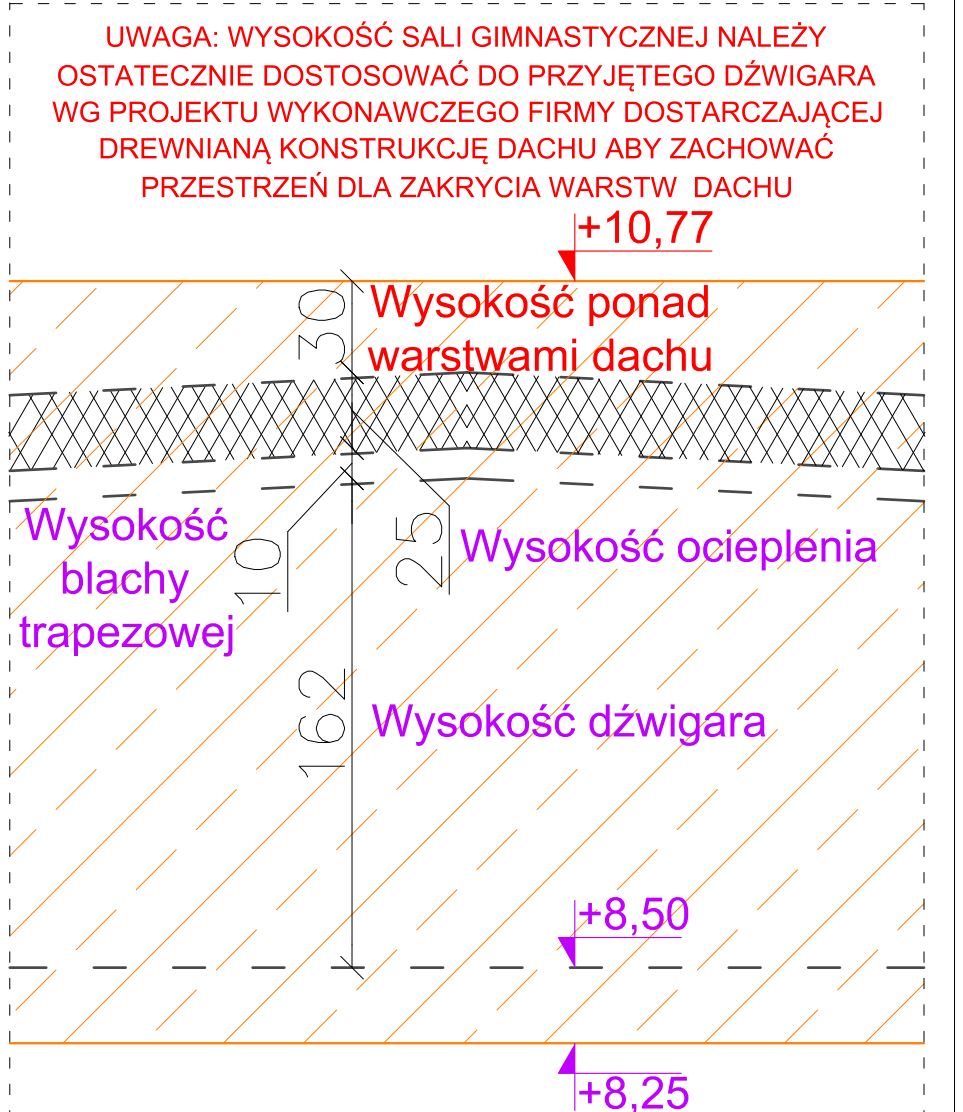 UWAGA: WYSOKOŚĆ SALI GIMNASTYCZNEJ NALEŻY
OSTATECZNIE DOSTOSOWAĆ DO PRZYJĘTEGO DŹWIGARA
WG PROJEKTU WYKONAWCZEGO FIRMY DOSTARCZAJĄCEJ
DREWNIANĄ KONSTRUKCJĘ DACHU ABY ZACHOWAĆ
PRZESTRZEŃ DLA ZAKRYCIA WARSTW DACHU
+10,77
30
Wysokość ponad
warstwami dachu
Wysokość
blachy
trapezowej
10
25
Wysokość ocieplenia
162
Wysokość dźwigara
+8,50
+8,25